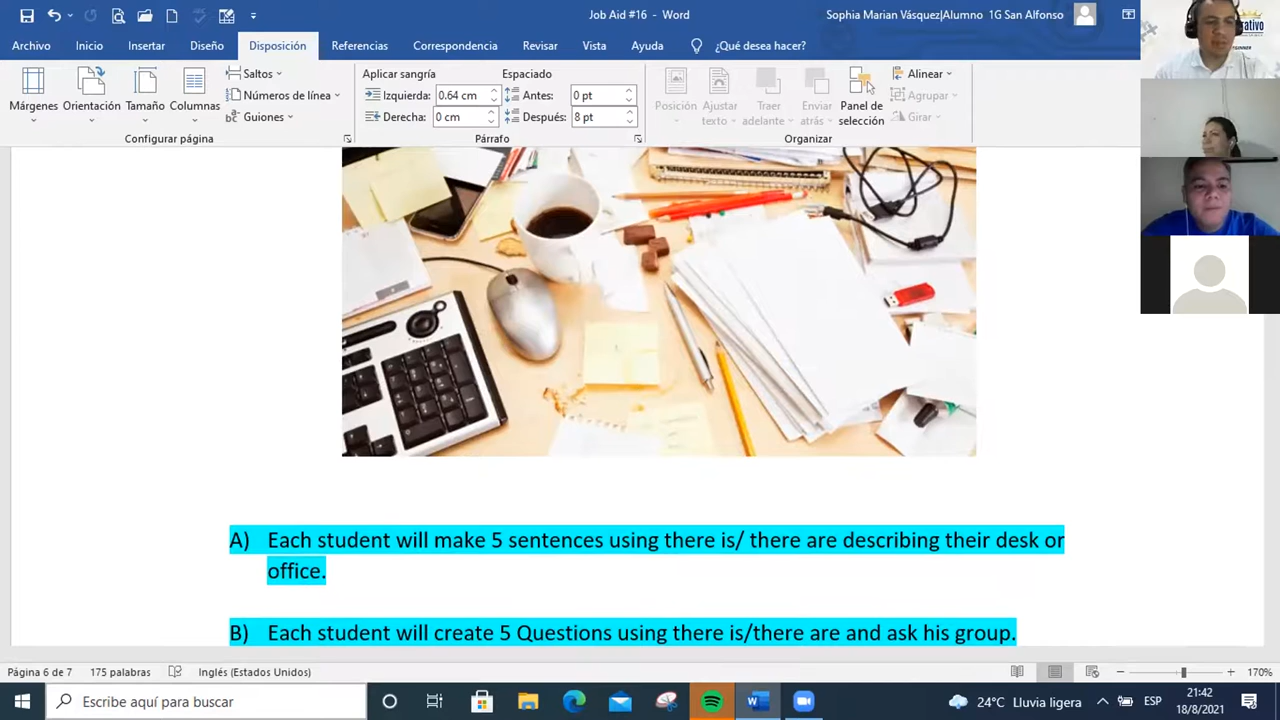 Job Aid #16 - Word
Sophia Marian Vásquez|Alumno 1G San Alfonso
Archivo Inicio Insertar Diseño Disposición Referencias Correspondencia Revisar Vista Ayuda ¿Qué desea hacer?
Márgenes Orientación Tamaño Columnas
Saltos
Número de línea
Guiones
Configurar página
Aplicar sangría Espaciado
Izquierda: 0.64 cm Antes: 0 pt
Derecha: 0 cm Después: 8 pt
Párrafo
Posición Ajustar texto Traer adelante Enviar atrás Panel de selección
Alinear
Agrupar
Girar
Organizar
A) Each student will make 5 sentences using there is/ there are describing their desk or
office.
B) Each student will create 5 Questions using there is/there are and ask his group.
Página 6 de 7 175 palabras Inglés (Estados Unidos) 170%
Escribe aquí para buscar
24°C Lluvia ligera ESP
21:42
18/8/2021